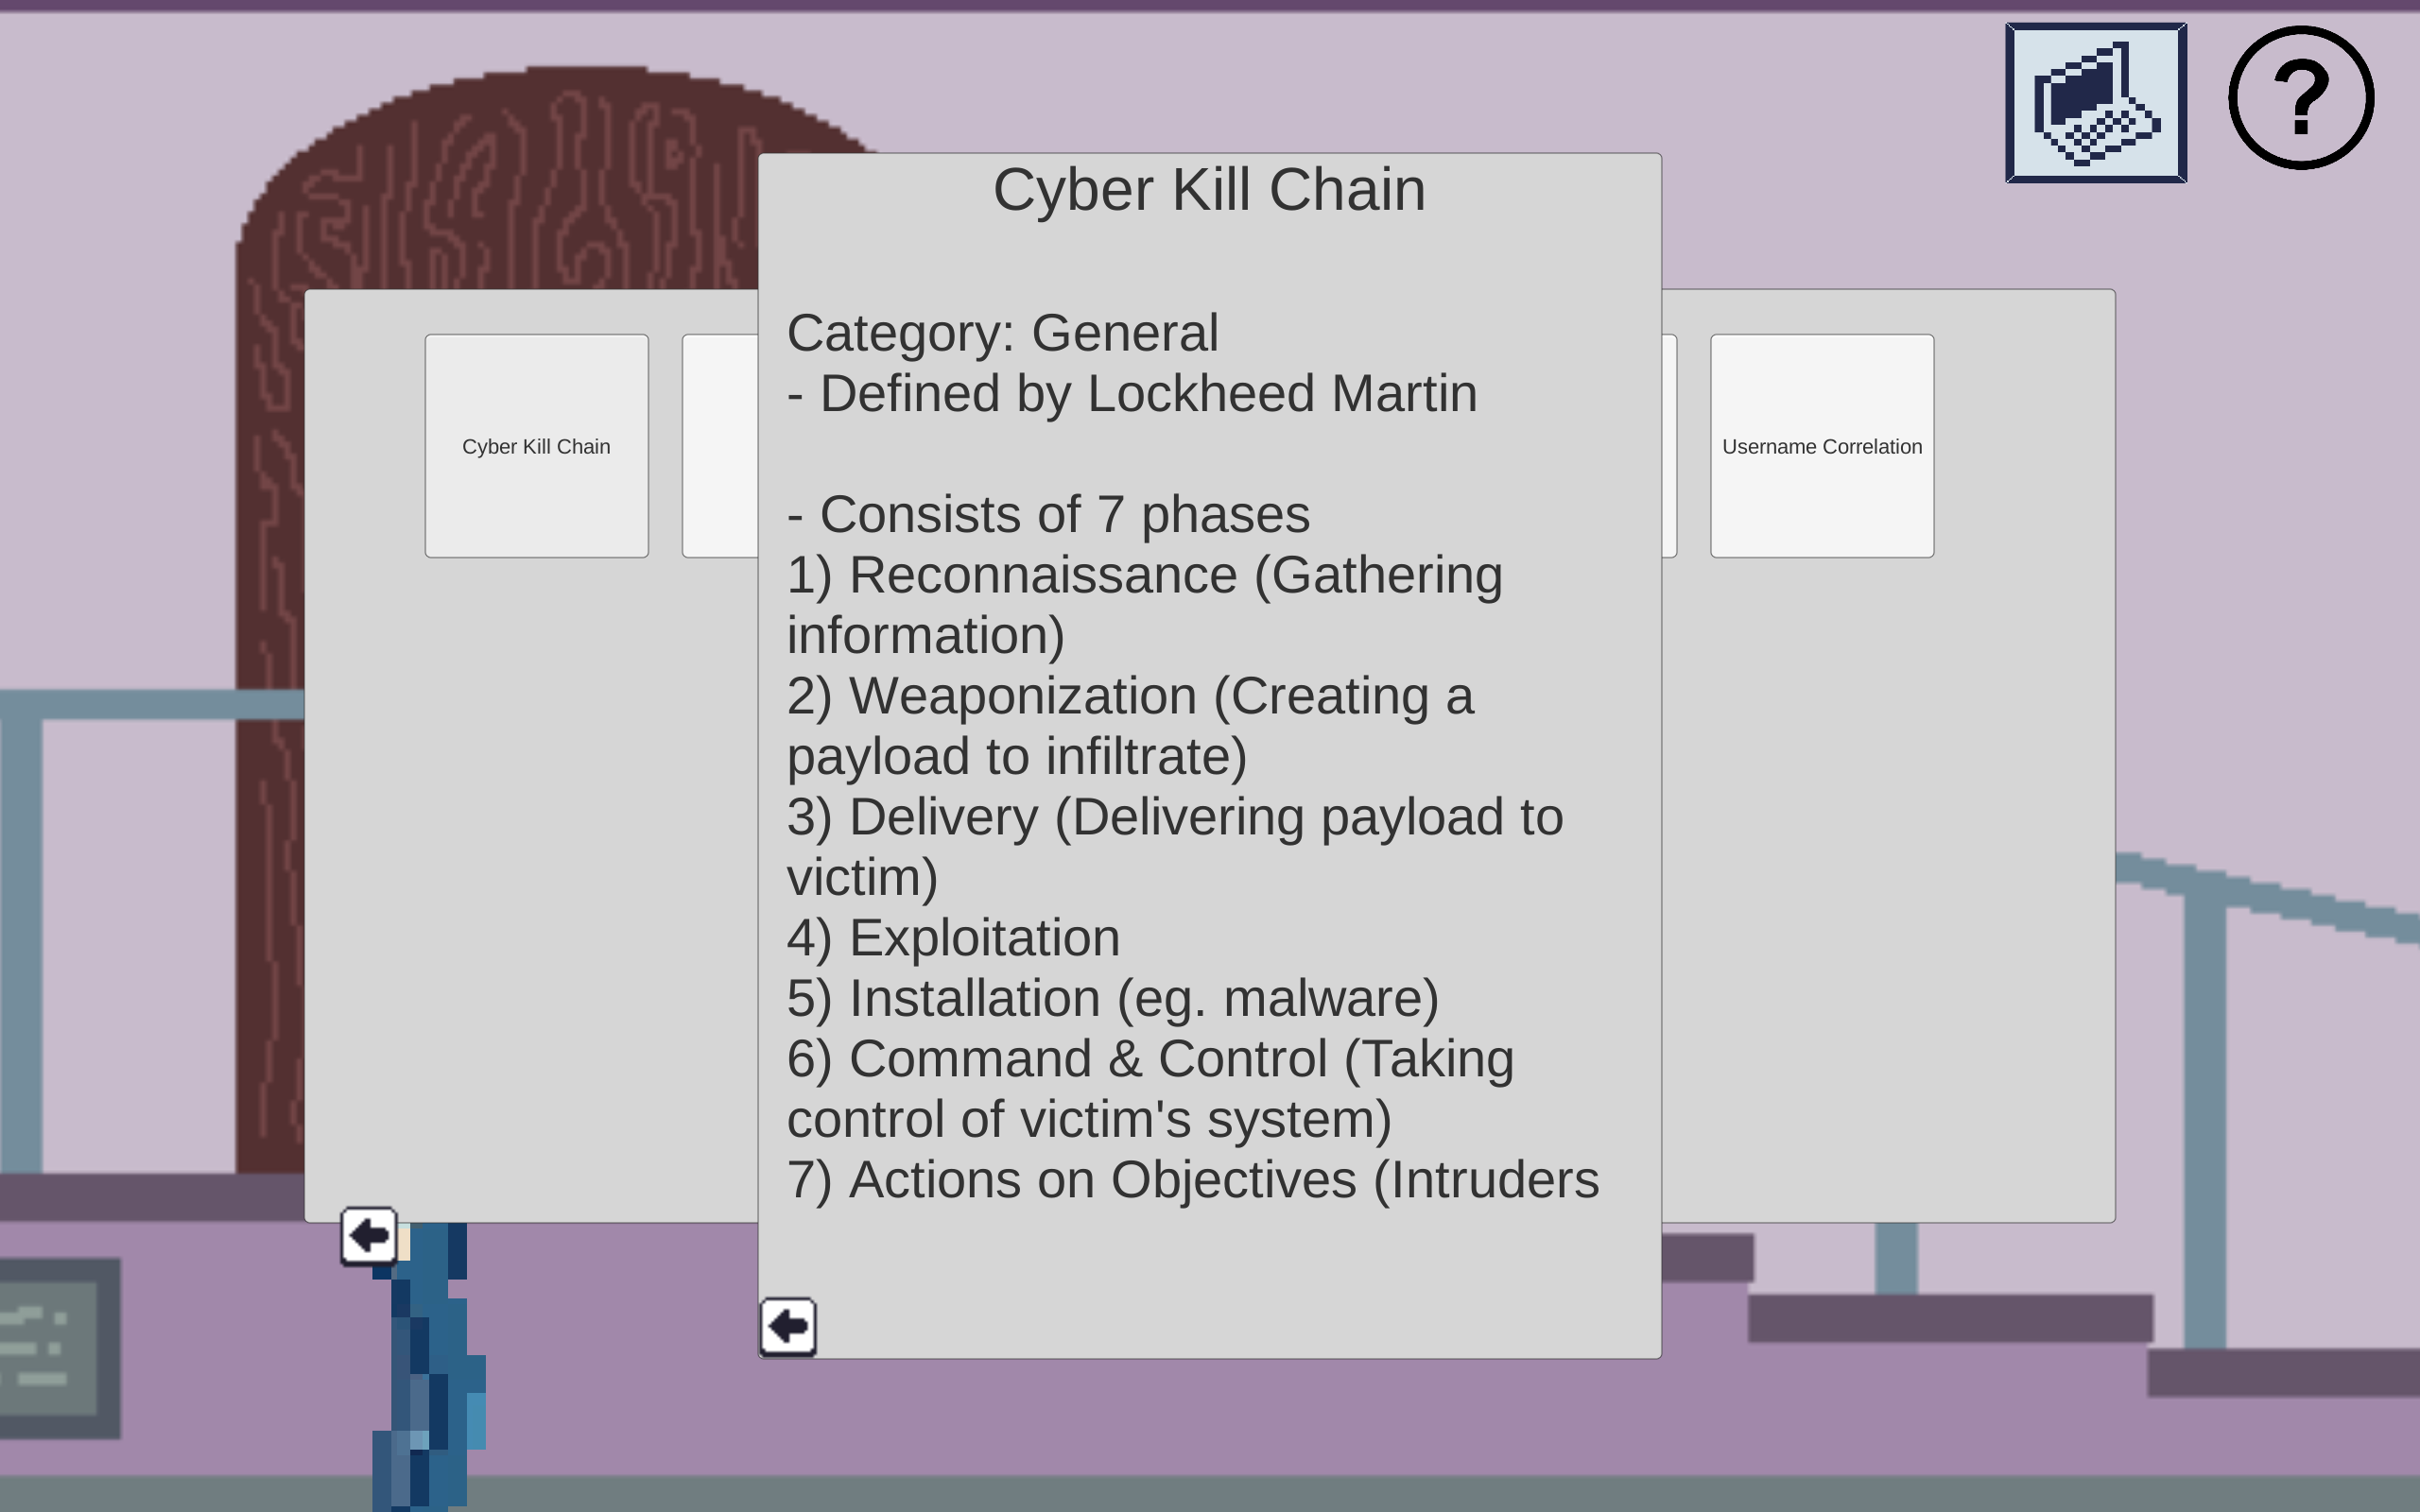 ?
Cyber Kill Chain
Category: General
- Defined by Lockheed Martin
- Consists of 7 phases
1) Reconnaissance (Gathering
information)
2) Weaponization (Creating a
payload to infiltrate)
3) Delivery (Delivering payload to
victim)
4) Exploitation
5) Installation (eg. malware)
6) Command & Control (Taking
control of victim's system)
7) Actions on Objectives (Intruders
Cyber Kill Chain
Username Correlation